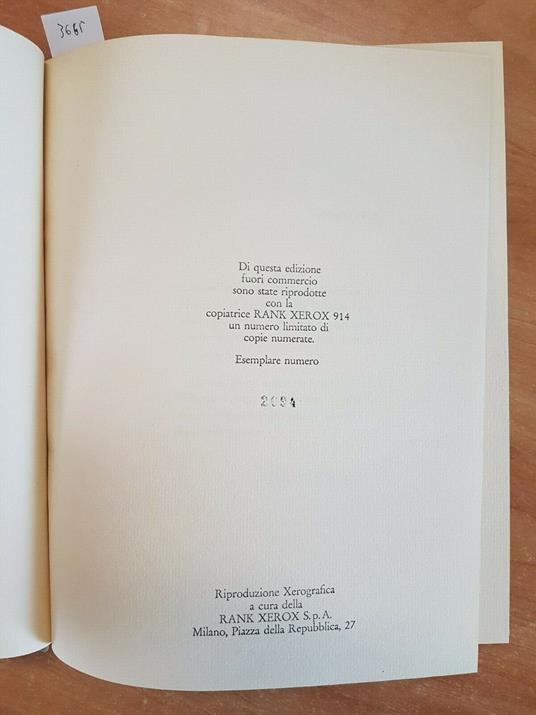 3665
Di questa edizione
fuori commercio
sono state riprodotte
con la
copiatrice RANK XEROX 914
un numero limitato di
copie numerate.
Esemplare numero
2094
Riproduzione Xerografica
a cura della
RANK XEROX S.p.A.
Milano, Piazza della Repubblica, 27